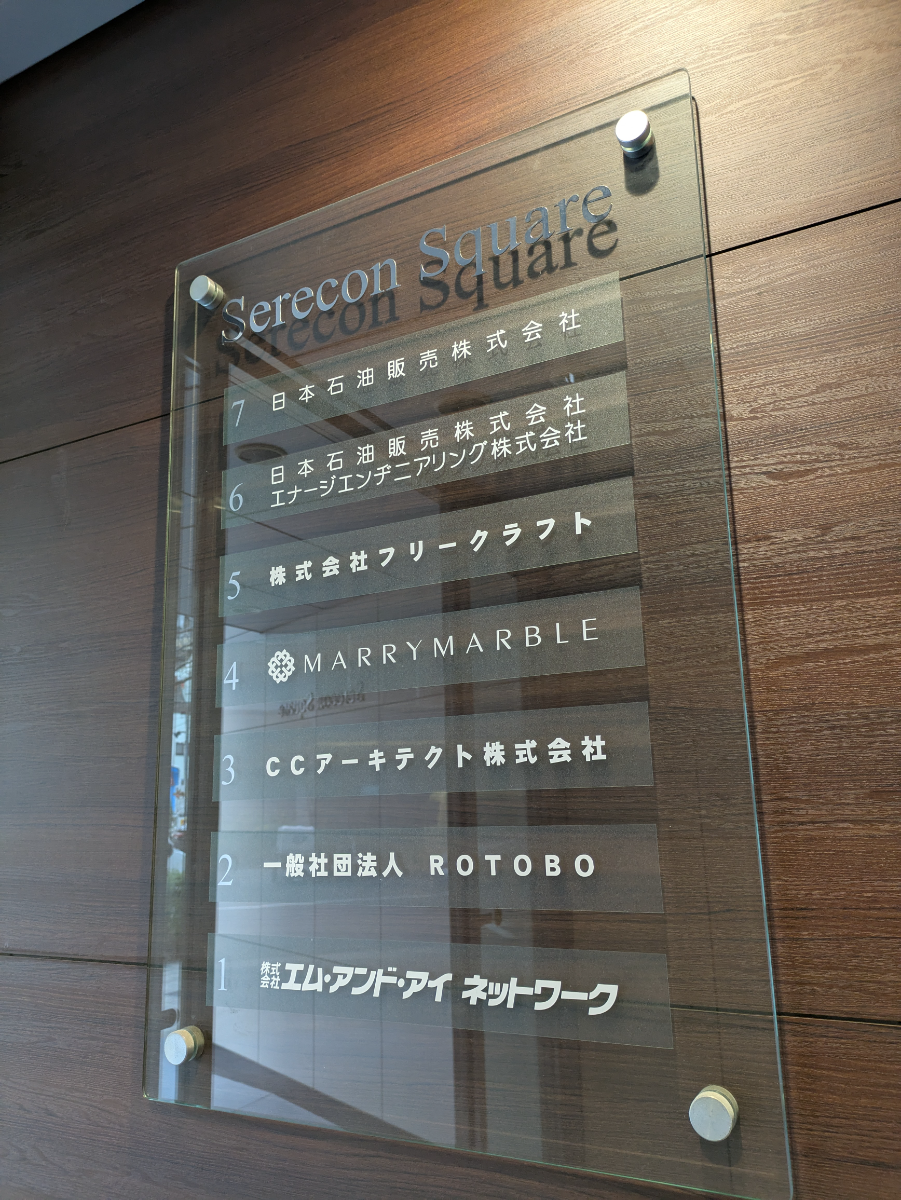 Serecon Square
7 日本石油販売株式会社
6 日本石油販売株式会社
エナージエンヂニアリング株式会社
5 株式会社フリークラフト
4 MARRYMARBLE
3 CCアーキテクト株式会社
2 一般社団法人 ROTOBO
1 株式会社エム・アンド・アイ ネットワーク